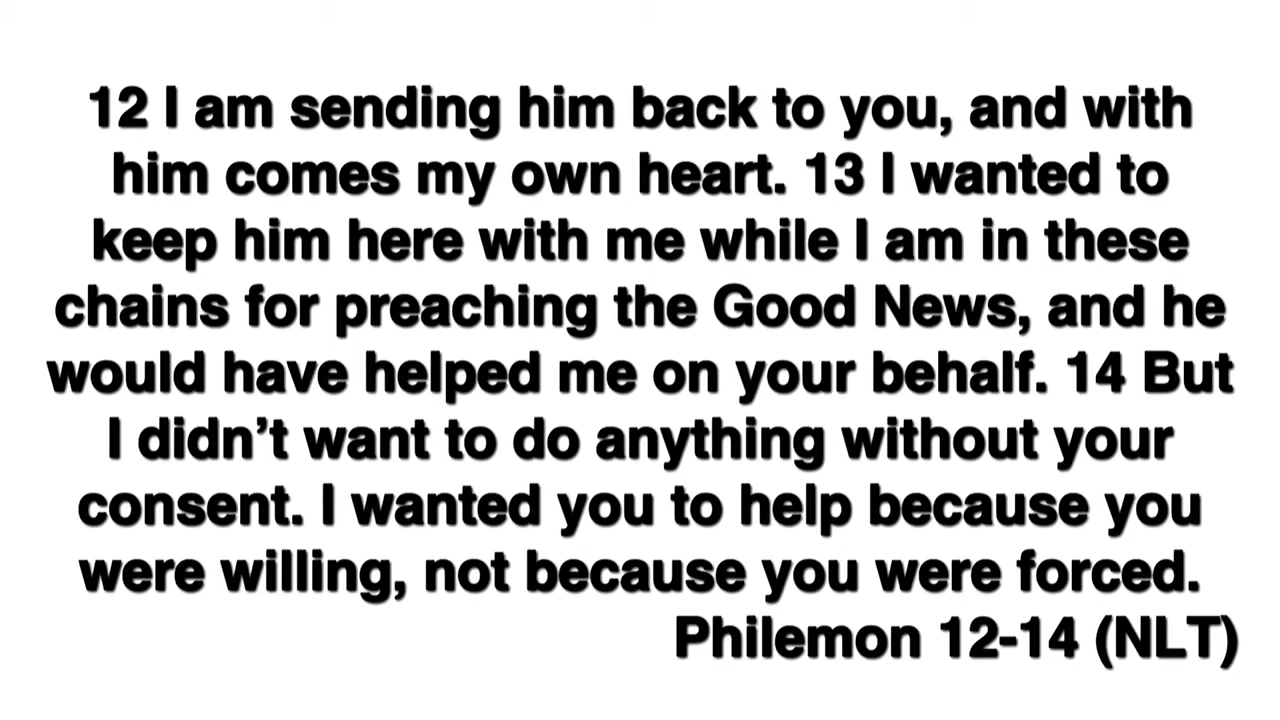 12 I am sending him back to you, and with
him comes my own heart. 13 I wanted to
keep him here with me while I am in these
chains for preaching the Good News, and he
would have helped me on your behalf. 14 But
I didn’t want to do anything without your
consent. I wanted you to help because you
were willing, not because you were forced.
Philemon 12-14 (NLT)